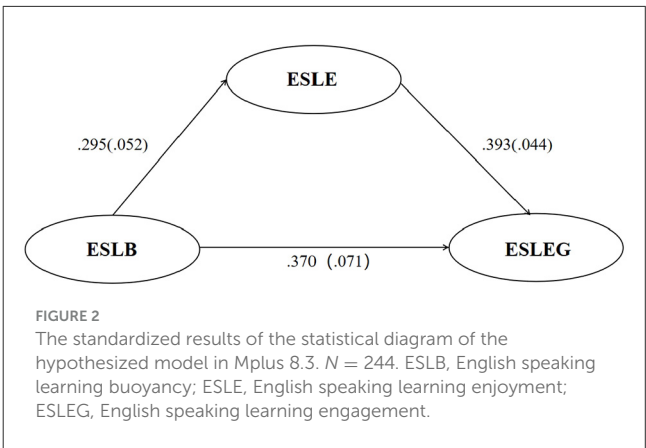 ESLE
.295(.052)
.393(.044)
ESLB
ESLEG
.370 (.071)
FIGURE 2
The standardized results of the statistical diagram of the
hypothesized model in Mplus 8.3. N = 244. ESLB, English speaking
learning buoyancy; ESLE, English speaking learning enjoyment;
ESLEG, English speaking learning engagement.